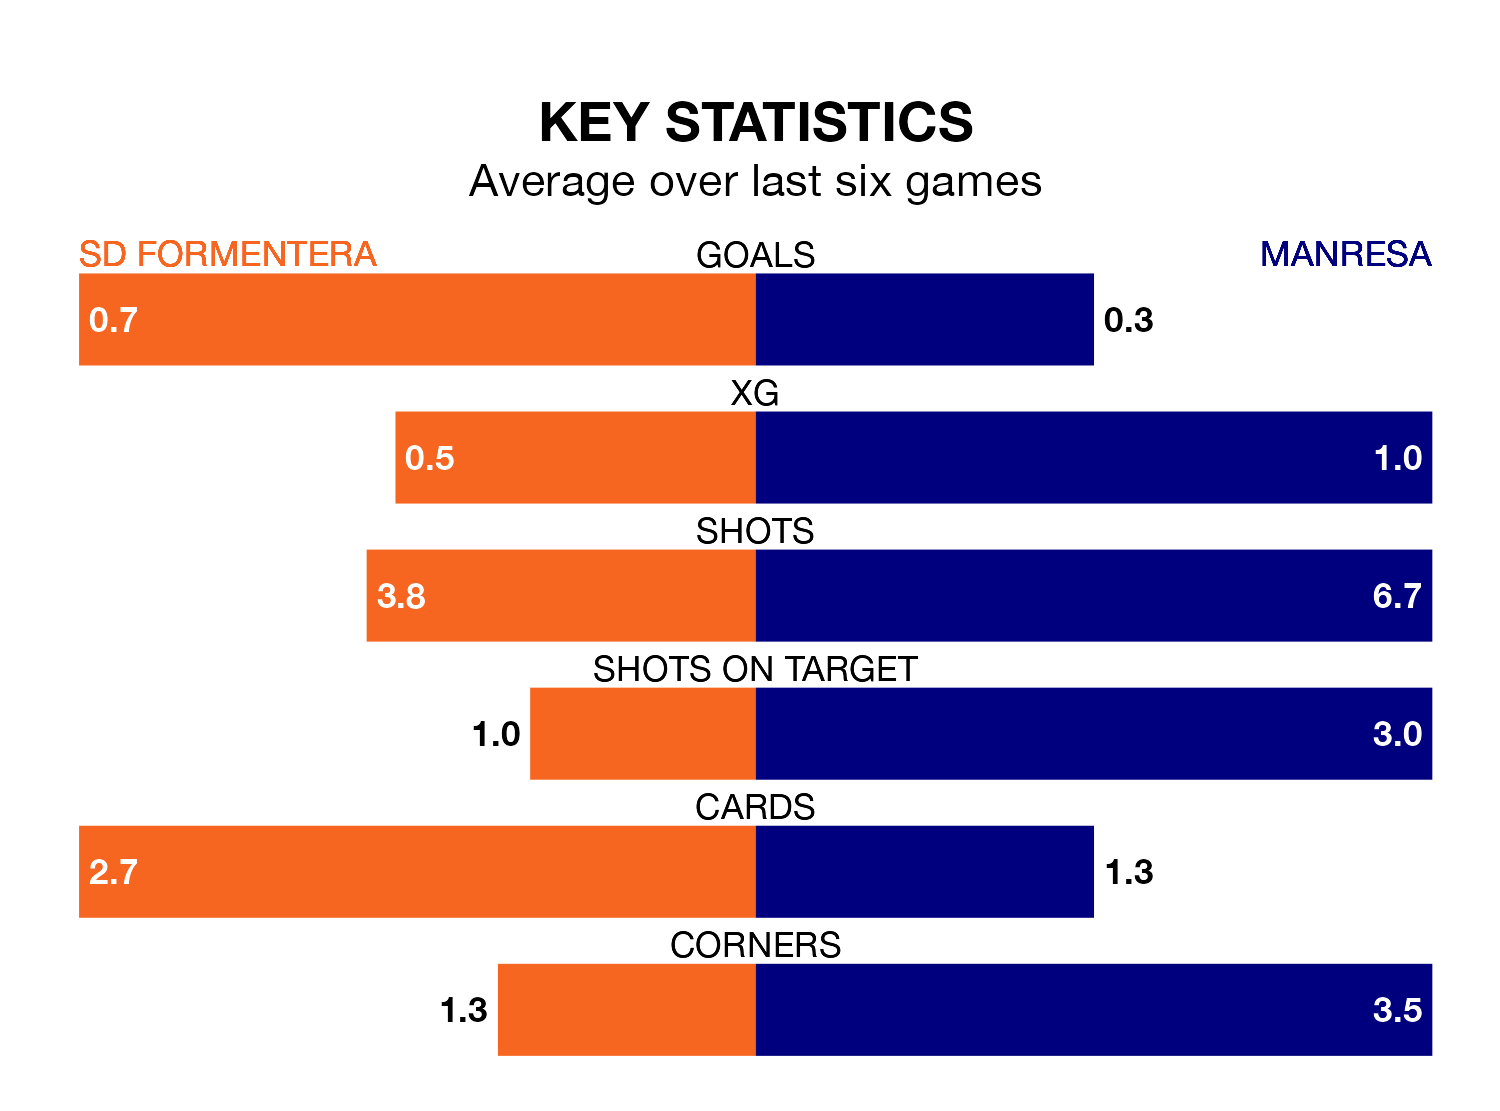 KEY STATISTICS
Average over last six games
SD FORMENTERA GOALS MANRESA
0.7 0.3
XG
0.5 1.0
SHOTS
3.8 6.7
SHOTS ON TARGET
1.0 3.0
CARDS
2.7 1.3
CORNERS
1.3 3.5